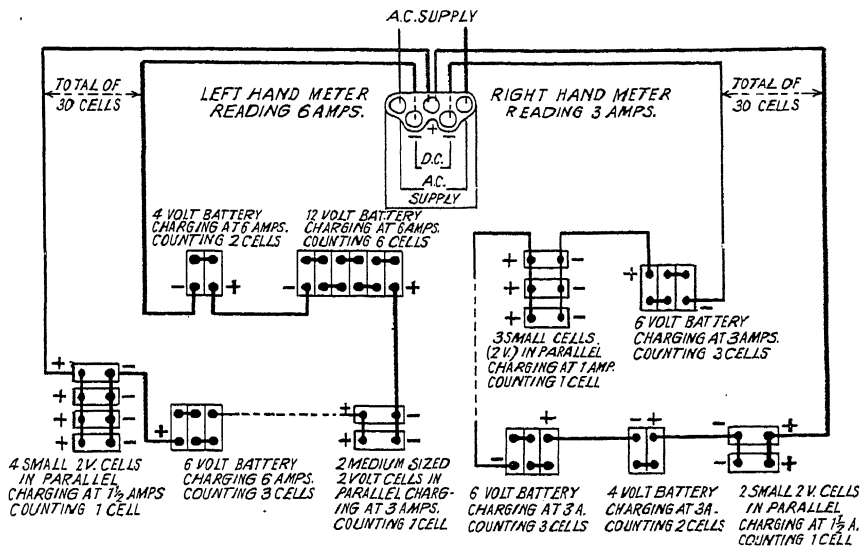 A.C. SUPPLY
TOTAL OF
30 CELLS
LEFT HAND METER
READING 6 AMPS.
RIGHT HAND METER
READING 3 AMPS.
TOTAL OF
30 CELLS
+
- -
D.C.
A.C.
SUPPLY
4 VOLT BATTERY
CHARGING AT 6 AMPS.
COUNTING 2 CELLS
- +
12 VOLT BATTERY
CHARGING AT 6 AMPS.
COUNTING 6 CELLS
- +
+ -
+ -
+ -
3 SMALL CELLS
(2 V.) IN PARALLEL
CHARGING AT 1 AMP.
COUNTING 1 CELL
+ -
6 VOLT BATTERY
CHARGING AT 3 AMPS.
COUNTING 3 CELLS
+ -
+ -
+ -
+ -
4 SMALL 2V. CELLS
IN PARALLEL
CHARGING AT 1½ AMPS
COUNTING 1 CELL
+ -
6 VOLT BATTERY
CHARGING 6 AMPS.
COUNTING 3 CELLS
+ -
+ -
2 MEDIUM SIZED
2 VOLT CELLS IN
PARALLEL CHARG-
ING AT 3 AMPS.
COUNTING 1 CELL
- +
6 VOLT BATTERY
CHARGING AT 3 A.
COUNTING 3 CELLS
- +
4 VOLT BATTERY
CHARGING AT 3A-
COUNTING 2 CELLS
- +
- +
2 SMALL 2 V. CELLS
IN PARALLEL
CHARGING AT 1½ A.
COUNTING 1 CELL